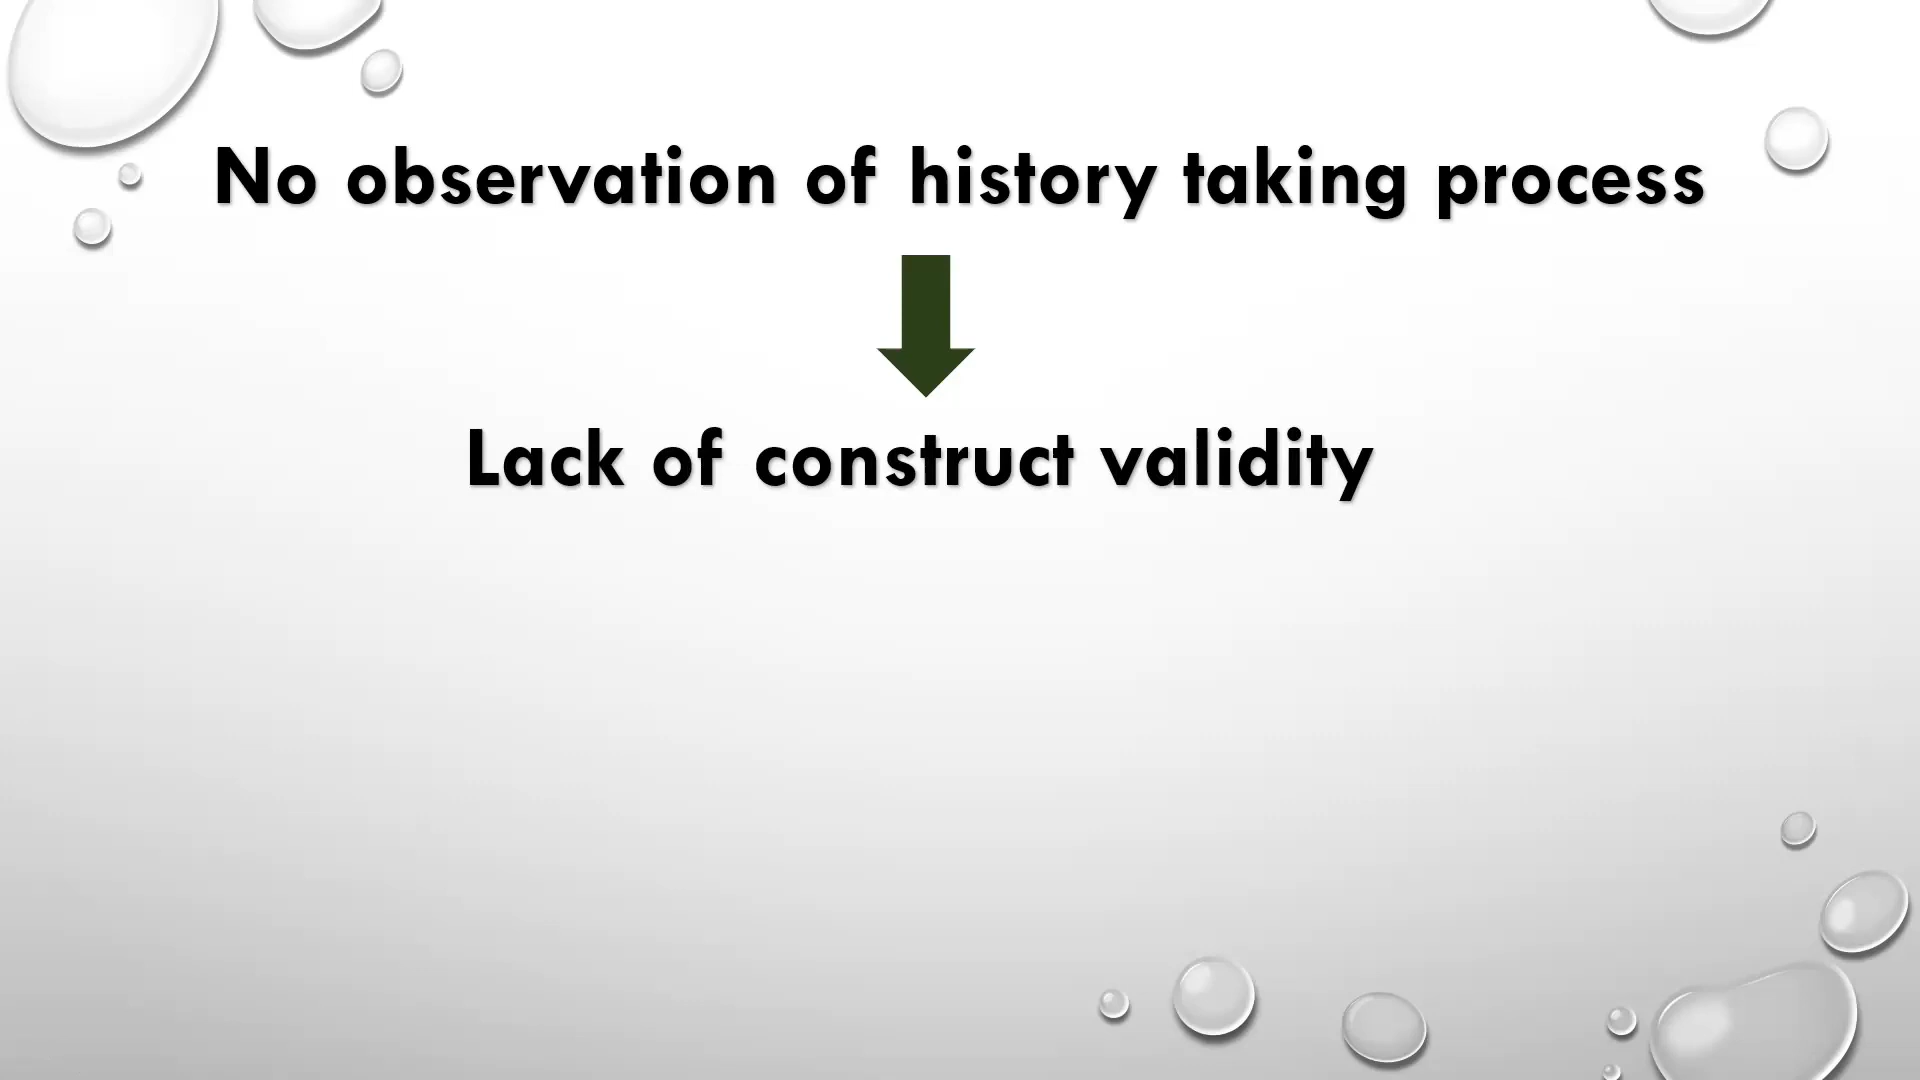 No observation of history taking process
Lack of construct validity